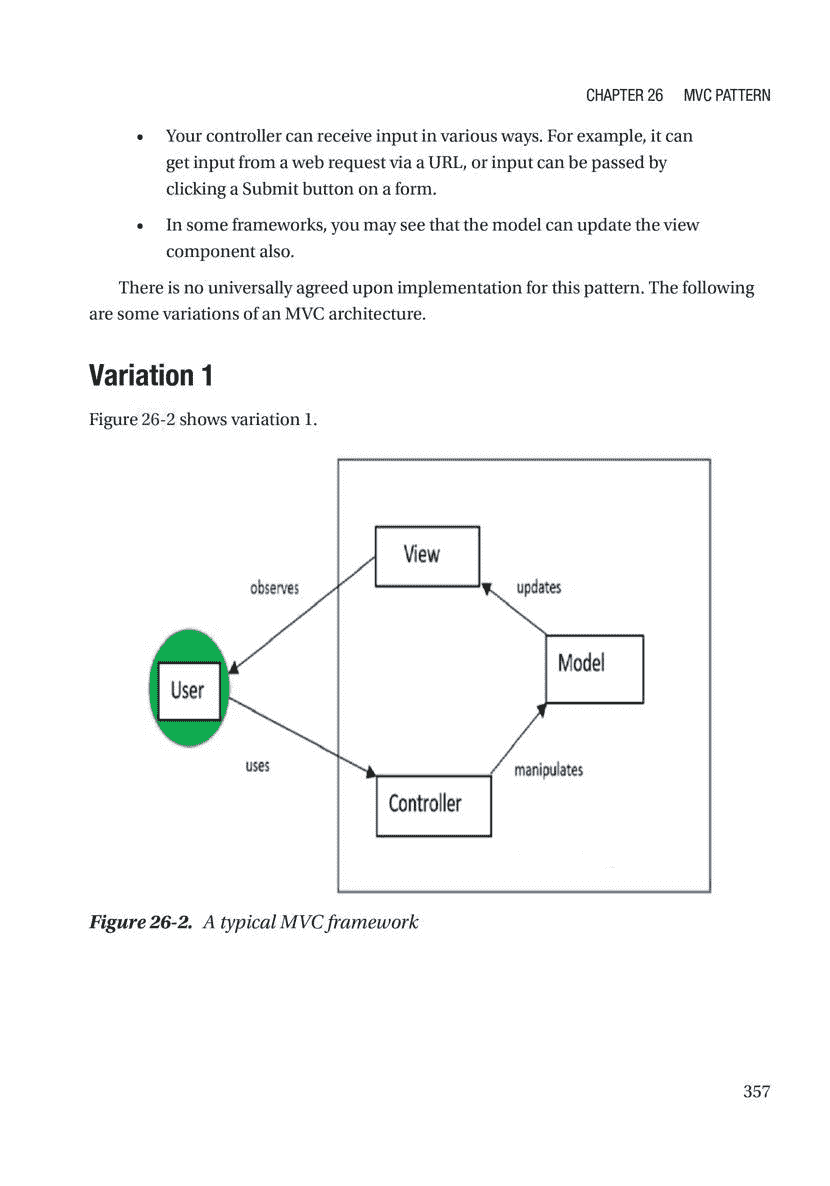 CHAPTER 26 MVC PATTERN
• Your controller can receive input in various ways. For example, it can
get input from a web request via a URL, or input can be passed by
clicking a Submit button on a form.
• In some frameworks, you may see that the model can update the view
component also.
There is no universally agreed upon implementation for this pattern. The following
are some variations of an MVC architecture.
Variation 1
Figure 26-2 shows variation 1.
View
observes
updates
User
Model
uses
manipulates
Controller
Figure 26-2. A typical MVC framework
357